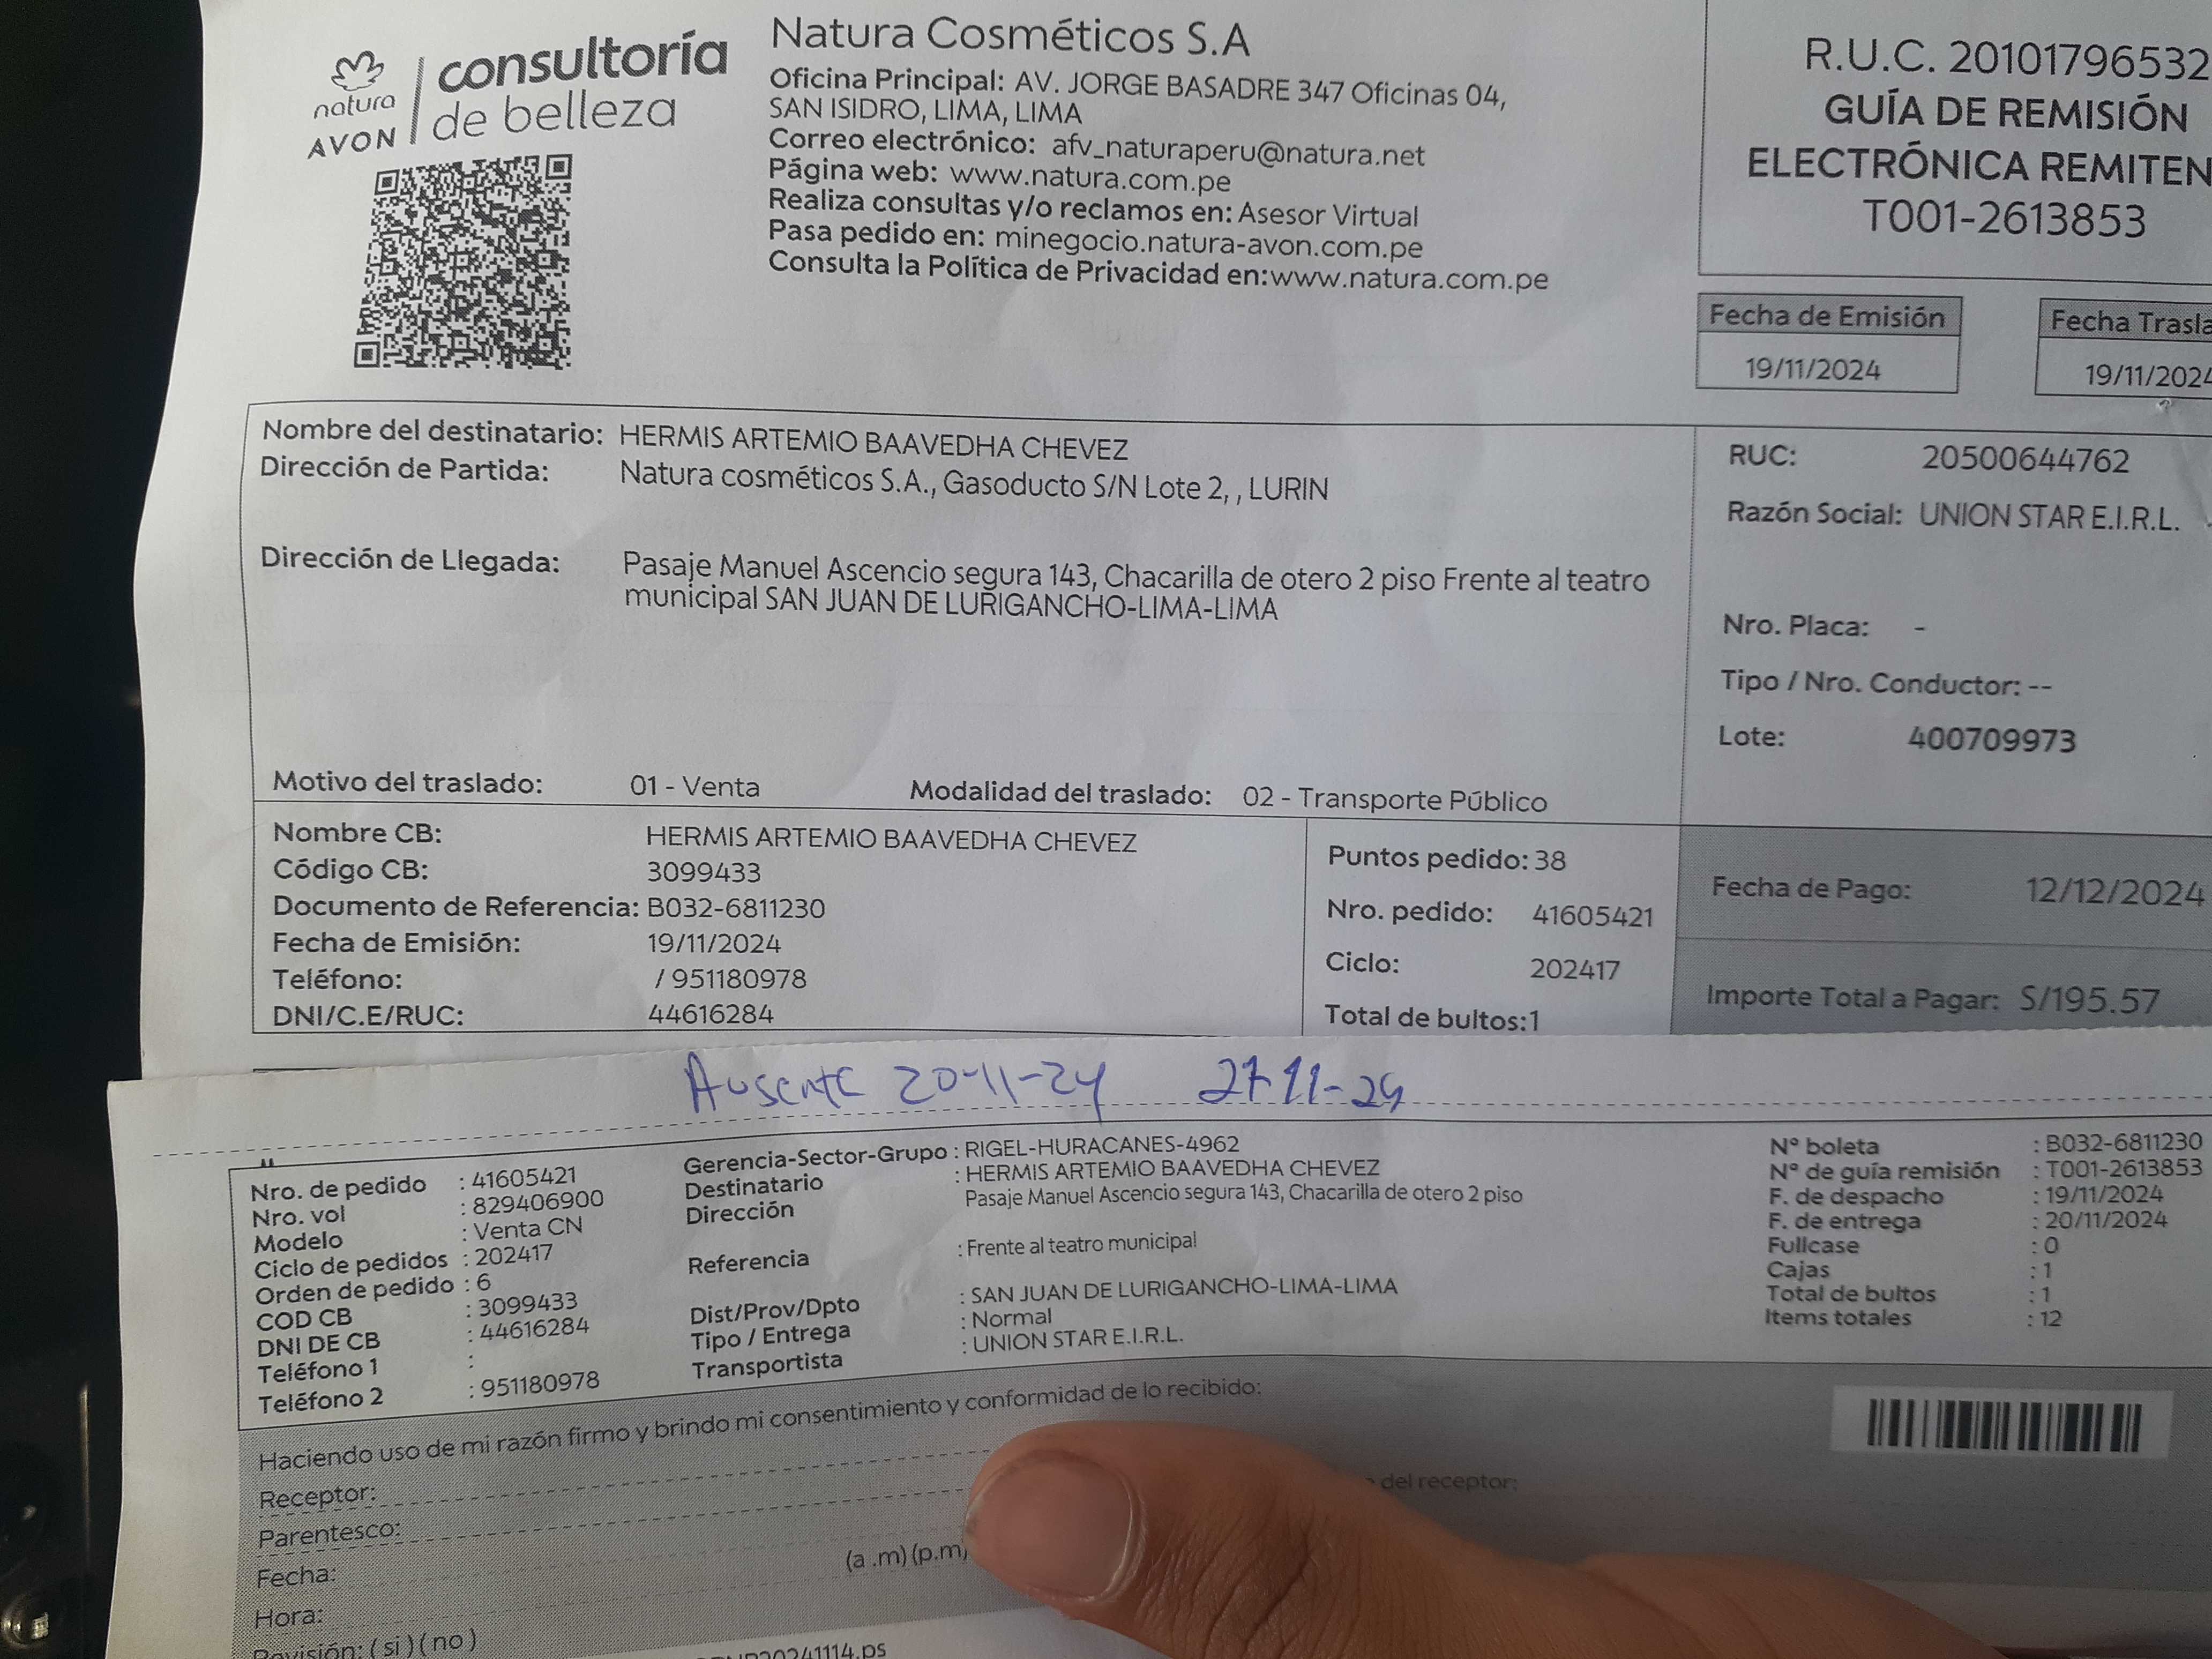 natura
AVON
consultoría
de belleza
Natura Cosméticos S.A
Oficina Principal: AV. JORGE BASADRE 347 Oficinas 04,
SAN ISIDRO, LIMA, LIMA
Correo electrónico: afv_naturaperu@natura.net
Página web: www.natura.com.pe
Realiza consultas y/o reclamos en: Asesor Virtual
Pasa pedido en: minegocio.natura-avon.com.pe
Consulta la Política de Privacidad en:www.natura.com.pe
R.U.C. 20101796532
GUÍA DE REMISIÓN
ELECTRÓNICA REMITEN
T001-2613853
Fecha de Emisión
19/11/2024
Fecha Trasla
19/11/2024
Nombre del destinatario: HERMIS ARTEMIO BAAVEDHA CHEVEZ
Dirección de Partida: Natura cosméticos S.A., Gasoducto S/N Lote 2, , LURIN
Dirección de Llegada: Pasaje Manuel Ascencio segura 143, Chacarilla de otero 2 piso Frente al teatro
municipal SAN JUAN DE LURIGANCHO-LIMA-LIMA
Motivo del traslado: 01 - Venta Modalidad del traslado: 02 - Transporte Público
RUC: 20500644762
Razón Social: UNION STAR E.I.R.L.
Nro. Placa: -
Tipo / Nro. Conductor: --
Lote: 400709973
Nombre CB: HERMIS ARTEMIO BAAVEDHA CHEVEZ
Código CB: 3099433
Documento de Referencia: B032-6811230
Fecha de Emisión: 19/11/2024
Teléfono: / 951180978
DNI/C.E/RUC: 44616284
Puntos pedido: 38
Nro. pedido: 41605421
Ciclo: 202417
Total de bultos:1
Fecha de Pago: 12/12/2024
Importe Total a Pagar: S/195.57
Ausente 20-11-24 27-11-24
Nro. de pedido : 41605421
Nro. vol : 829406900
Modelo : Venta CN
Ciclo de pedidos : 202417
Orden de pedido : 6
COD CB : 3099433
DNI DE CB : 44616284
Teléfono 1 :
Teléfono 2 : 951180978
Gerencia-Sector-Grupo : RIGEL-HURACANES-4962
Destinatario : HERMIS ARTEMIO BAAVEDHA CHEVEZ
Dirección Pasaje Manuel Ascencio segura 143, Chacarilla de otero 2 piso
Referencia : Frente al teatro municipal
Dist/Prov/Dpto : SAN JUAN DE LURIGANCHO-LIMA-LIMA
Tipo / Entrega : Normal
Transportista : UNION STAR E.I.R.L.
N° boleta : B032-6811230
N° de guía remisión : T001-2613853
F. de despacho : 19/11/2024
F. de entrega : 20/11/2024
Fullcase : 0
Cajas : 1
Total de bultos : 1
Items totales : 12
Haciendo uso de mi razón firmo y brindo mi consentimiento y conformidad de lo recibido:
Receptor: del receptor:
Parentesco:
Fecha:
Hora: (a .m) (p.m)
Revisión: ( si ) ( no )
20241114.ps